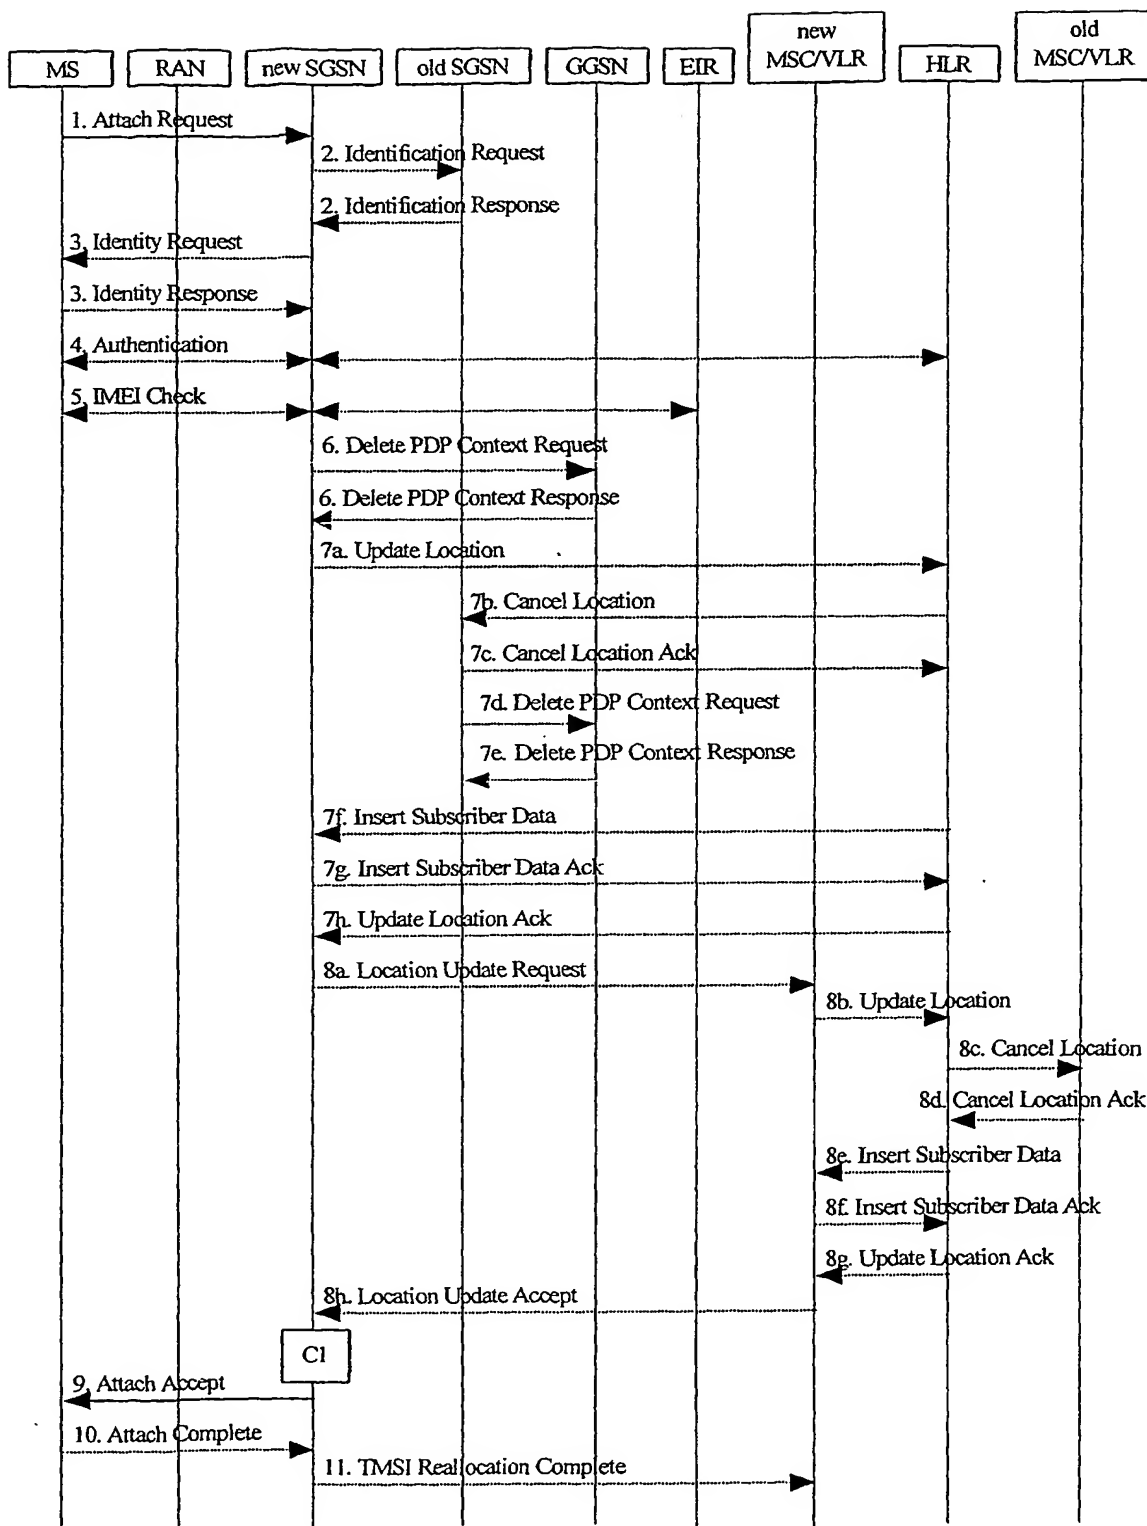 MS
RAN
new SGSN
old SGSN
GGSN
EIR
new
MSC/VLR
HLR
old
MSC/VLR
1. Attach Request
2. Identification Request
2. Identification Response
3. Identity Request
3. Identity Response
4. Authentication
5. IMEI Check
6. Delete PDP Context Request
6. Delete PDP Context Response
7a. Update Location
7b. Cancel Location
7c. Cancel Location Ack
7d. Delete PDP Context Request
7e. Delete PDP Context Response
7f. Insert Subscriber Data
7g. Insert Subscriber Data Ack
7h. Update Location Ack
8a. Location Update Request
8b. Update Location
8c. Cancel Location
8d. Cancel Location Ack
8e. Insert Subscriber Data
8f. Insert Subscriber Data Ack
8g. Update Location Ack
8h. Location Update Accept
C1
9. Attach Accept
10. Attach Complete
11. TMSI Reallocation Complete